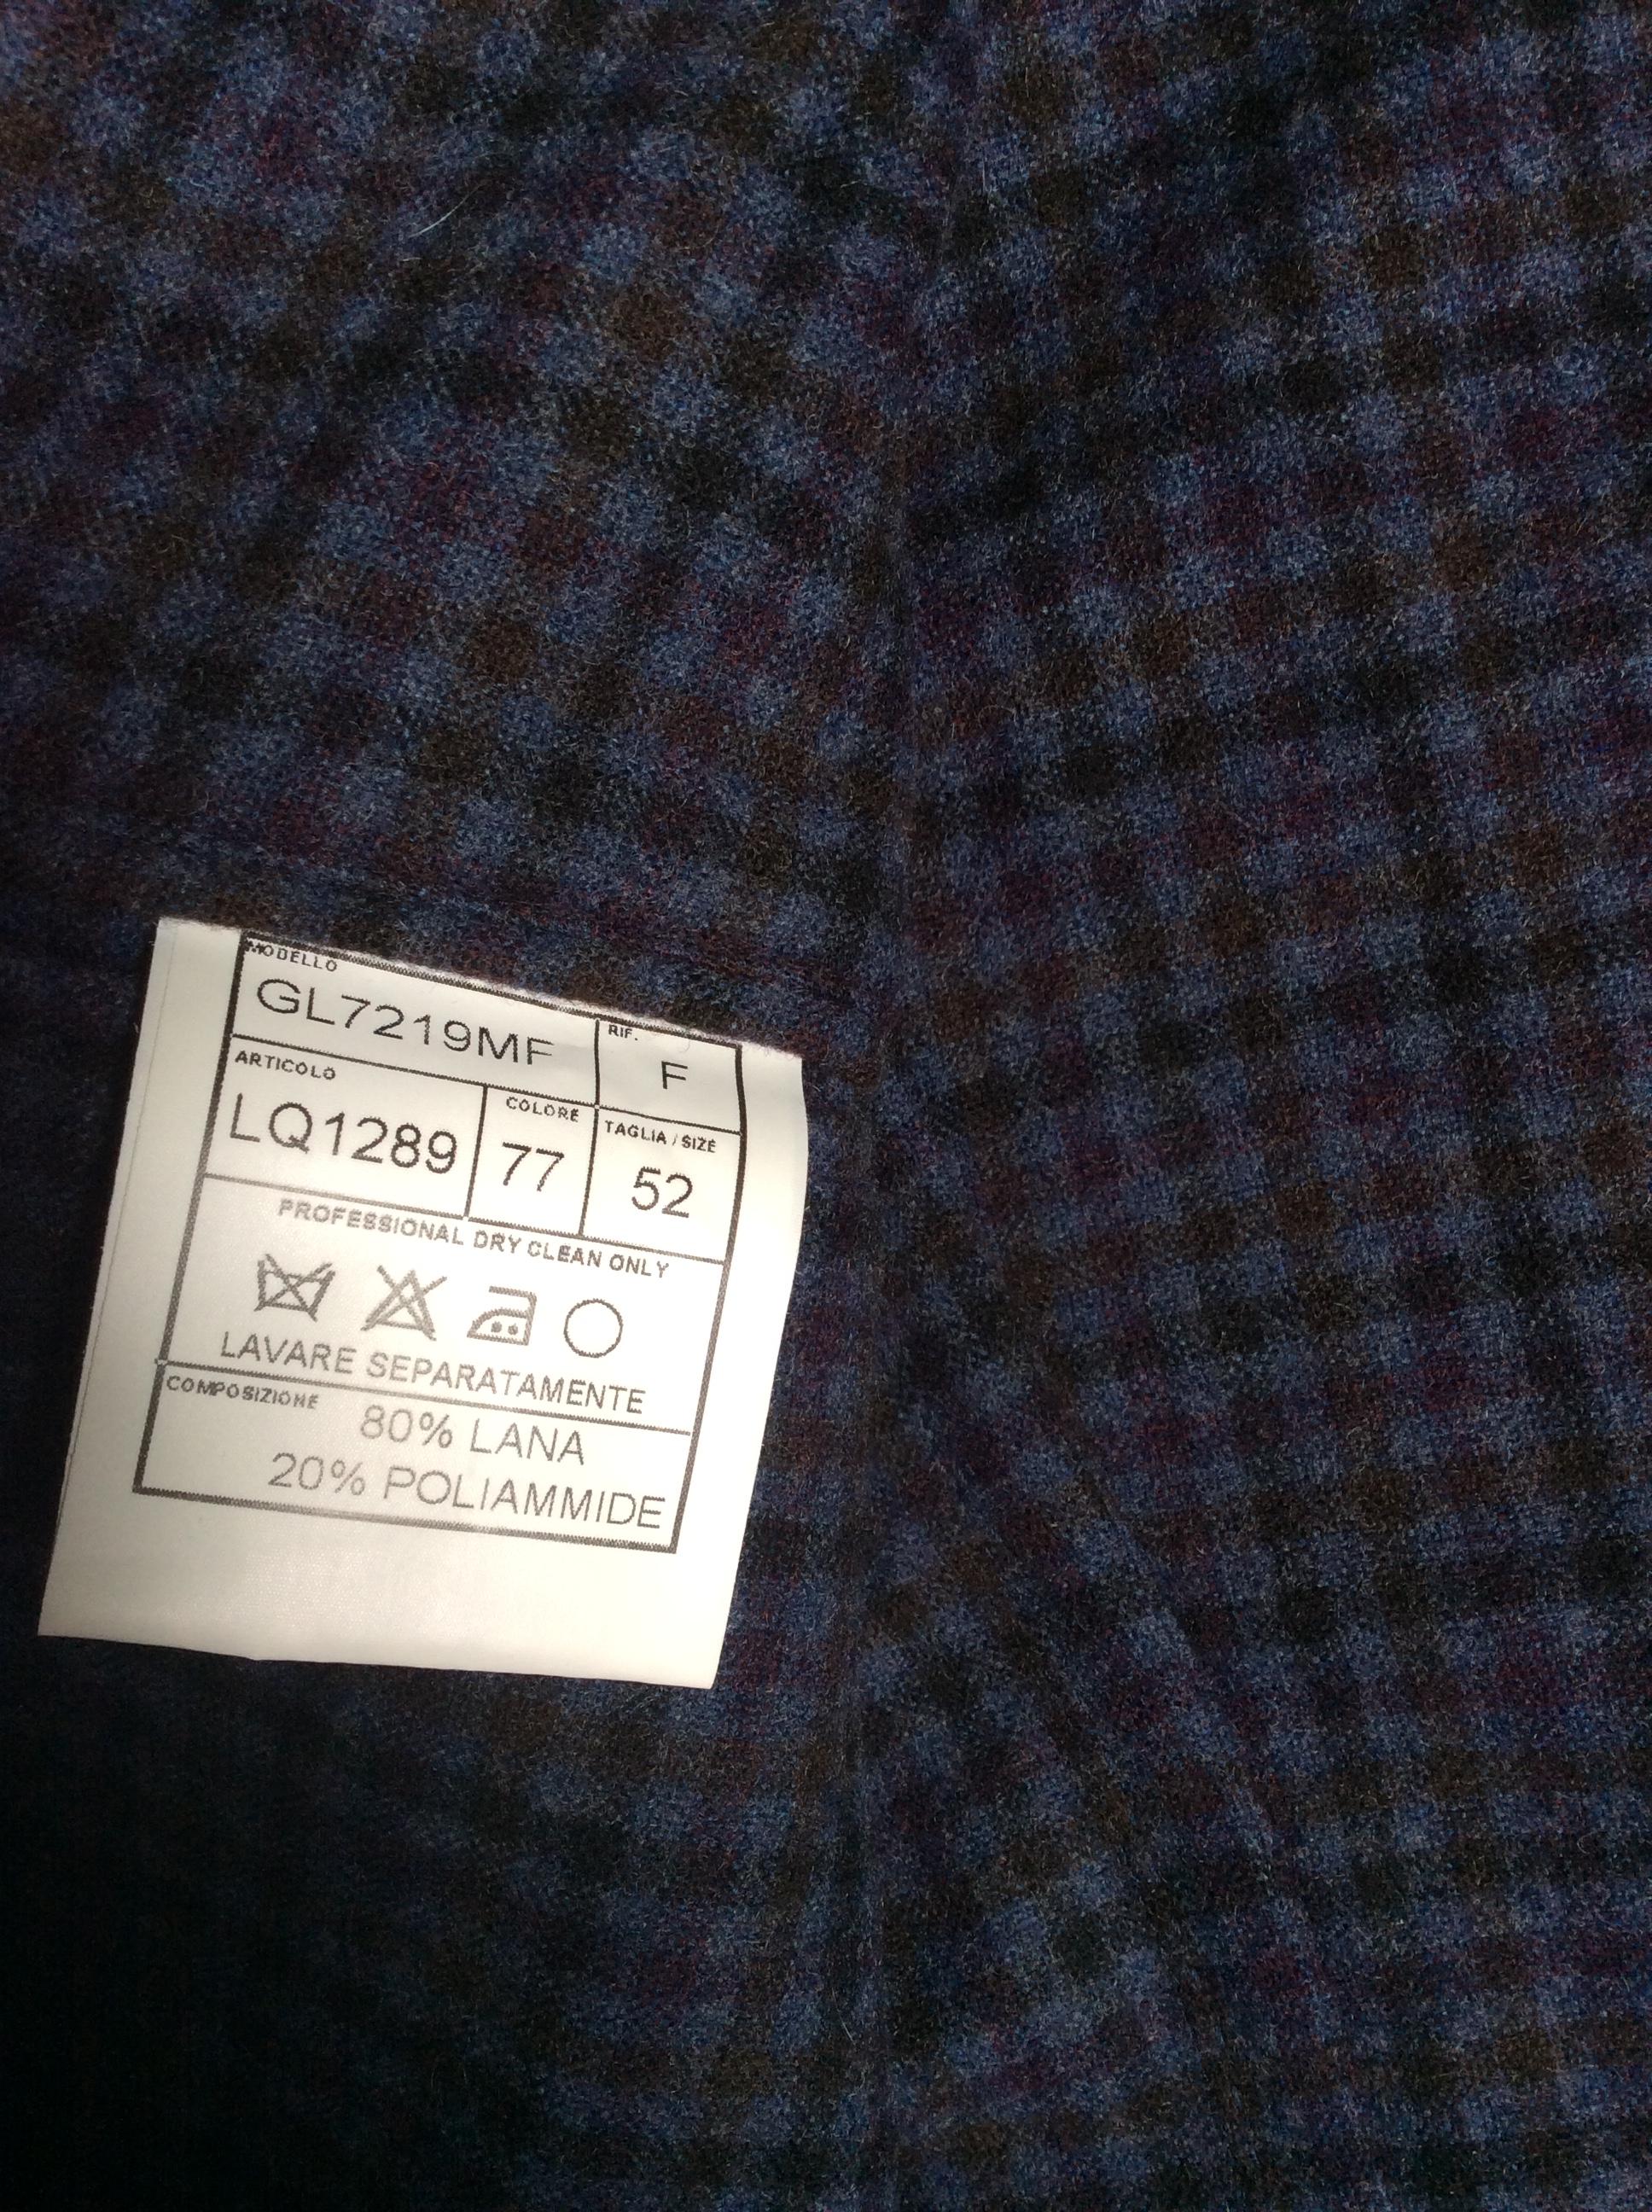 MODELLO
GL7219MF
RIF.
F
ARTICOLO
LQ1289
COLORE
77
TAGLIA / SIZE
52
PROFESSIONAL DRY CLEAN ONLY
LAVARE SEPARATAMENTE
COMPOSIZIONE
80% LANA
20% POLIAMMIDE